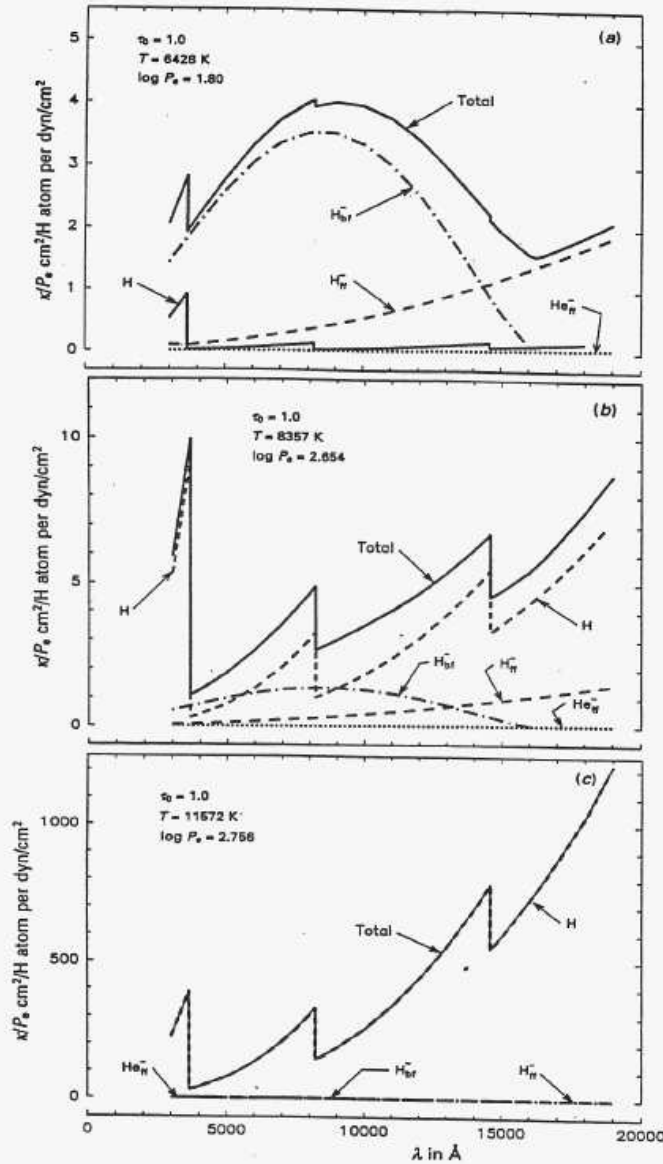 5
4
3
2
1
0
κ/Pe cm²/H atom per dyn/cm²
τ₀ = 1.0
T = 6428 K
log Pₑ = 1.80
(a)
Total
H⁻bf
H
H⁻ff
He⁻ff
10
5
0
κ/Pe cm²/H atom per dyn/cm²
τ₀ = 1.0
T = 8357 K
log Pₑ = 2.654
(b)
Total
H
H
H⁻bf
H⁻ff
He⁻ff
1000
500
0
κ/Pe cm²/H atom per dyn/cm²
τ₀ = 1.0
T = 11572 K
log Pₑ = 2.756
(c)
Total
H
He⁻ff
H⁻bf
H⁻ff
0 5000 10000 15000 20000
λ in Å